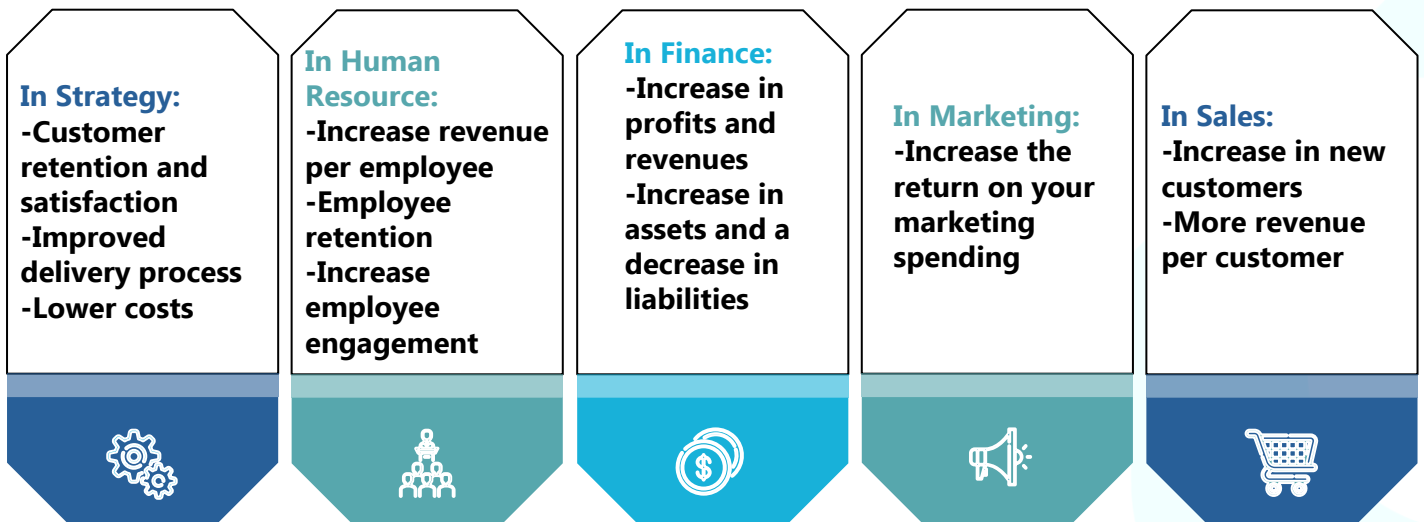 In Strategy:
-Customer
retention and
satisfaction
-Improved
delivery process
-Lower costs
In Human
Resource:
-Increase revenue
per employee
-Employee
retention
-Increase
employee
engagement
In Finance:
-Increase in
profits and
revenues
-Increase in
assets and a
decrease in
liabilities
$
In Marketing:
-Increase the
return on your
marketing
spending
In Sales:
-Increase in new
customers
-More revenue
per customer